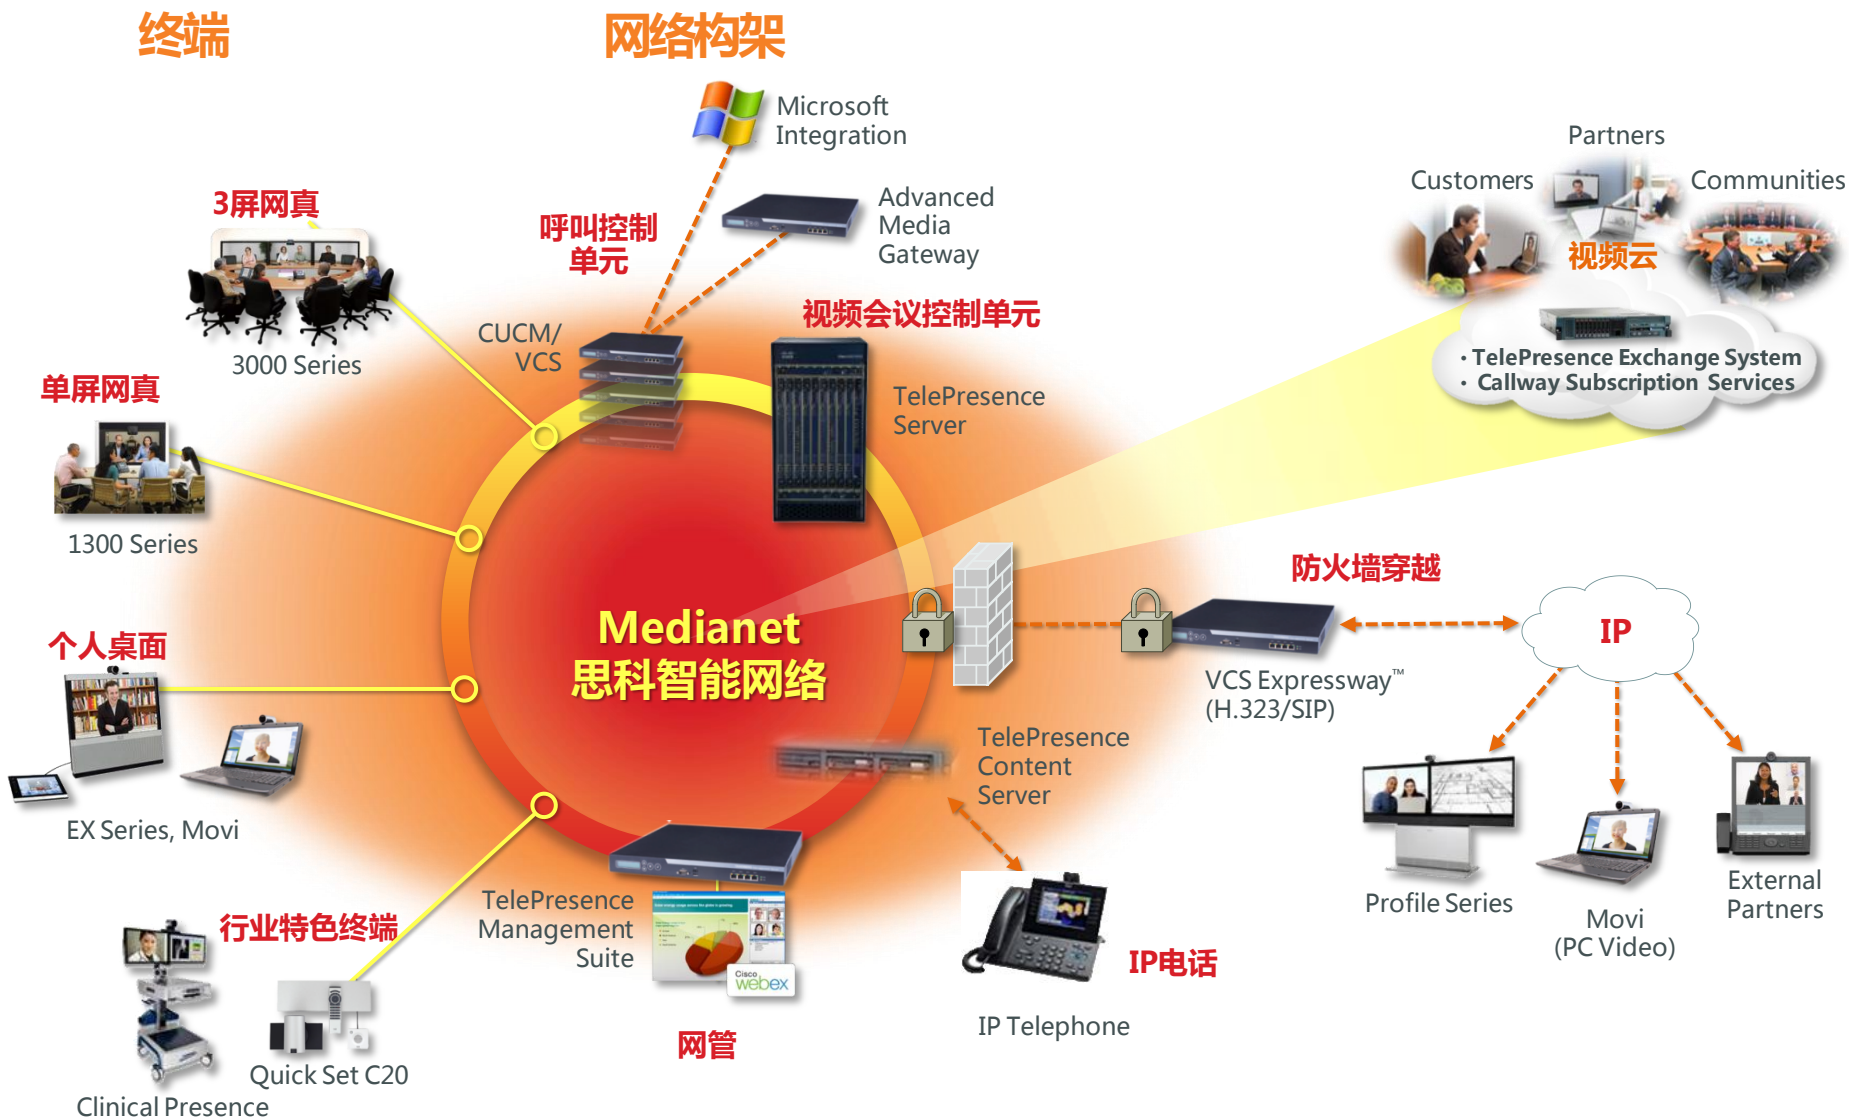 终端
网络构架
Microsoft
Integration
Advanced
Media
Gateway
呼叫控制
单元
CUCM/
VCS
视频会议控制单元
TelePresence
Server
3屏网真
3000 Series
单屏网真
1300 Series
个人桌面
EX Series, Movi
行业特色终端
Quick Set C20
Clinical Presence
Medianet
思科智能网络
TelePresence
Management
Suite
Cisco
webex
网管
TelePresence
Content
Server
IP电话
IP Telephone
Partners
Customers
Communities
视频云
· TelePresence Exchange System
· Callway Subscription Services
防火墙穿越
VCS Expressway™
(H.323/SIP)
IP
Profile Series
Movi
(PC Video)
External
Partners